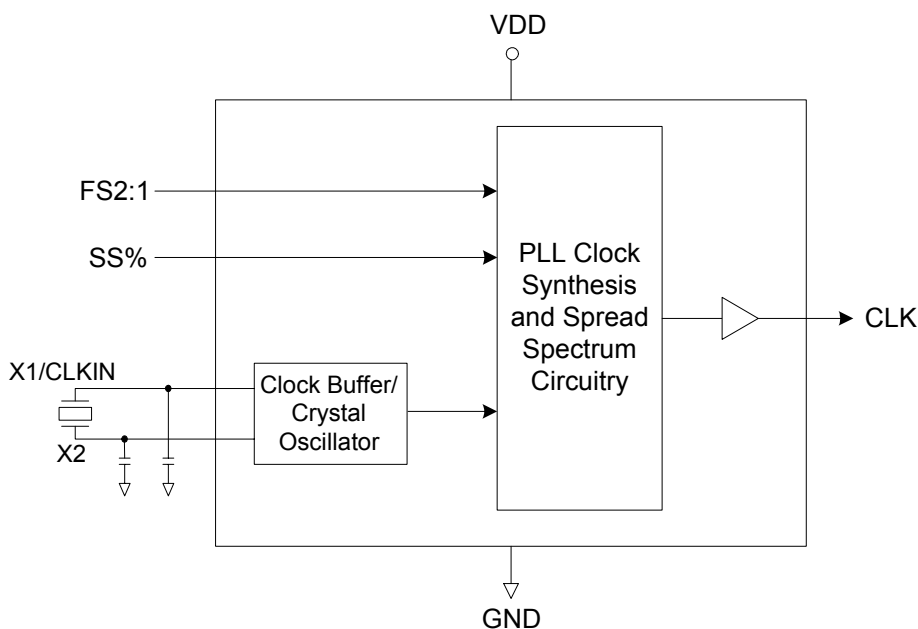 VDD
FS2:1
SS%
PLL Clock
Synthesis
and Spread
Spectrum
Circuitry
CLK
X1/CLKIN
Clock Buffer/
Crystal
Oscillator
X2
GND